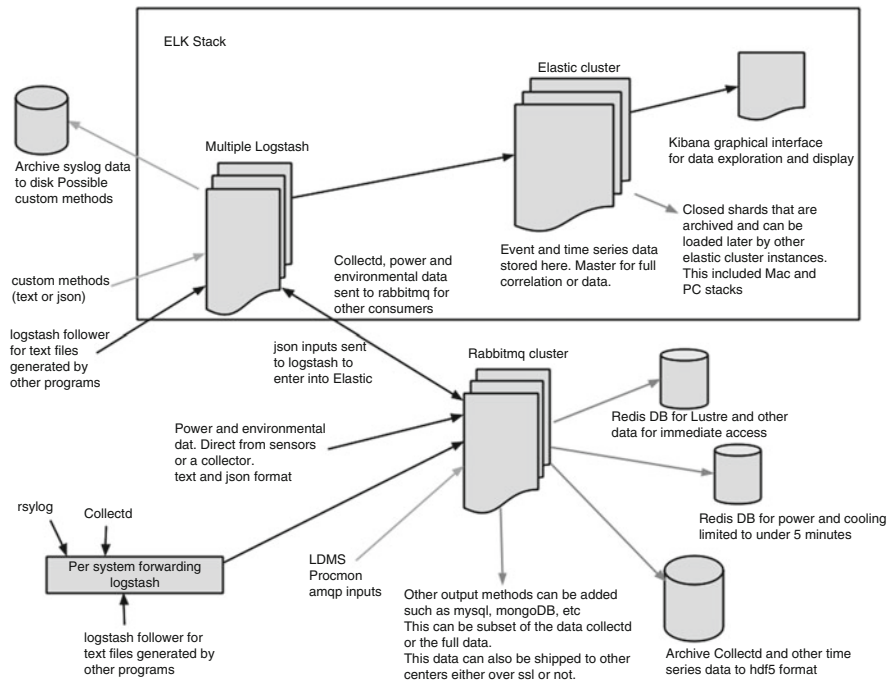 ELK Stack
Elastic cluster
Multiple Logstash
Archive syslog data
to disk Possible
custom methods
Kibana graphical interface
for data exploration and display
Closed shards that are
archived and can be
loaded later by other
elastic cluster instances.
This included Mac and
PC stacks
Event and time series data
stored here. Master for full
correlation or data.
Collectd, power and
environmental data
sent to rabbitmq for
other consumers
custom methods
(text or json)
logstash follower
for text files
generated by
other programs
json inputs sent
to logstash to
enter into Elastic
Rabbitmq cluster
Redis DB for Lustre and other
data for immediate access
Power and environmental
dat. Direct from sensors
or a collector.
text and json format
Redis DB for power and cooling
limited to under 5 minutes
rsylog
Collectd
Per system forwarding
logstash
LDMS
Procmon
amqp inputs
Other output methods can be added
such as mysql, mongoDB, etc
This can be subset of the data collectd
or the full data.
This data can also be shipped to other
centers either over ssl or not.
logstash follower for
text files generated by
other programs
Archive Collectd and other time
series data to hdf5 format